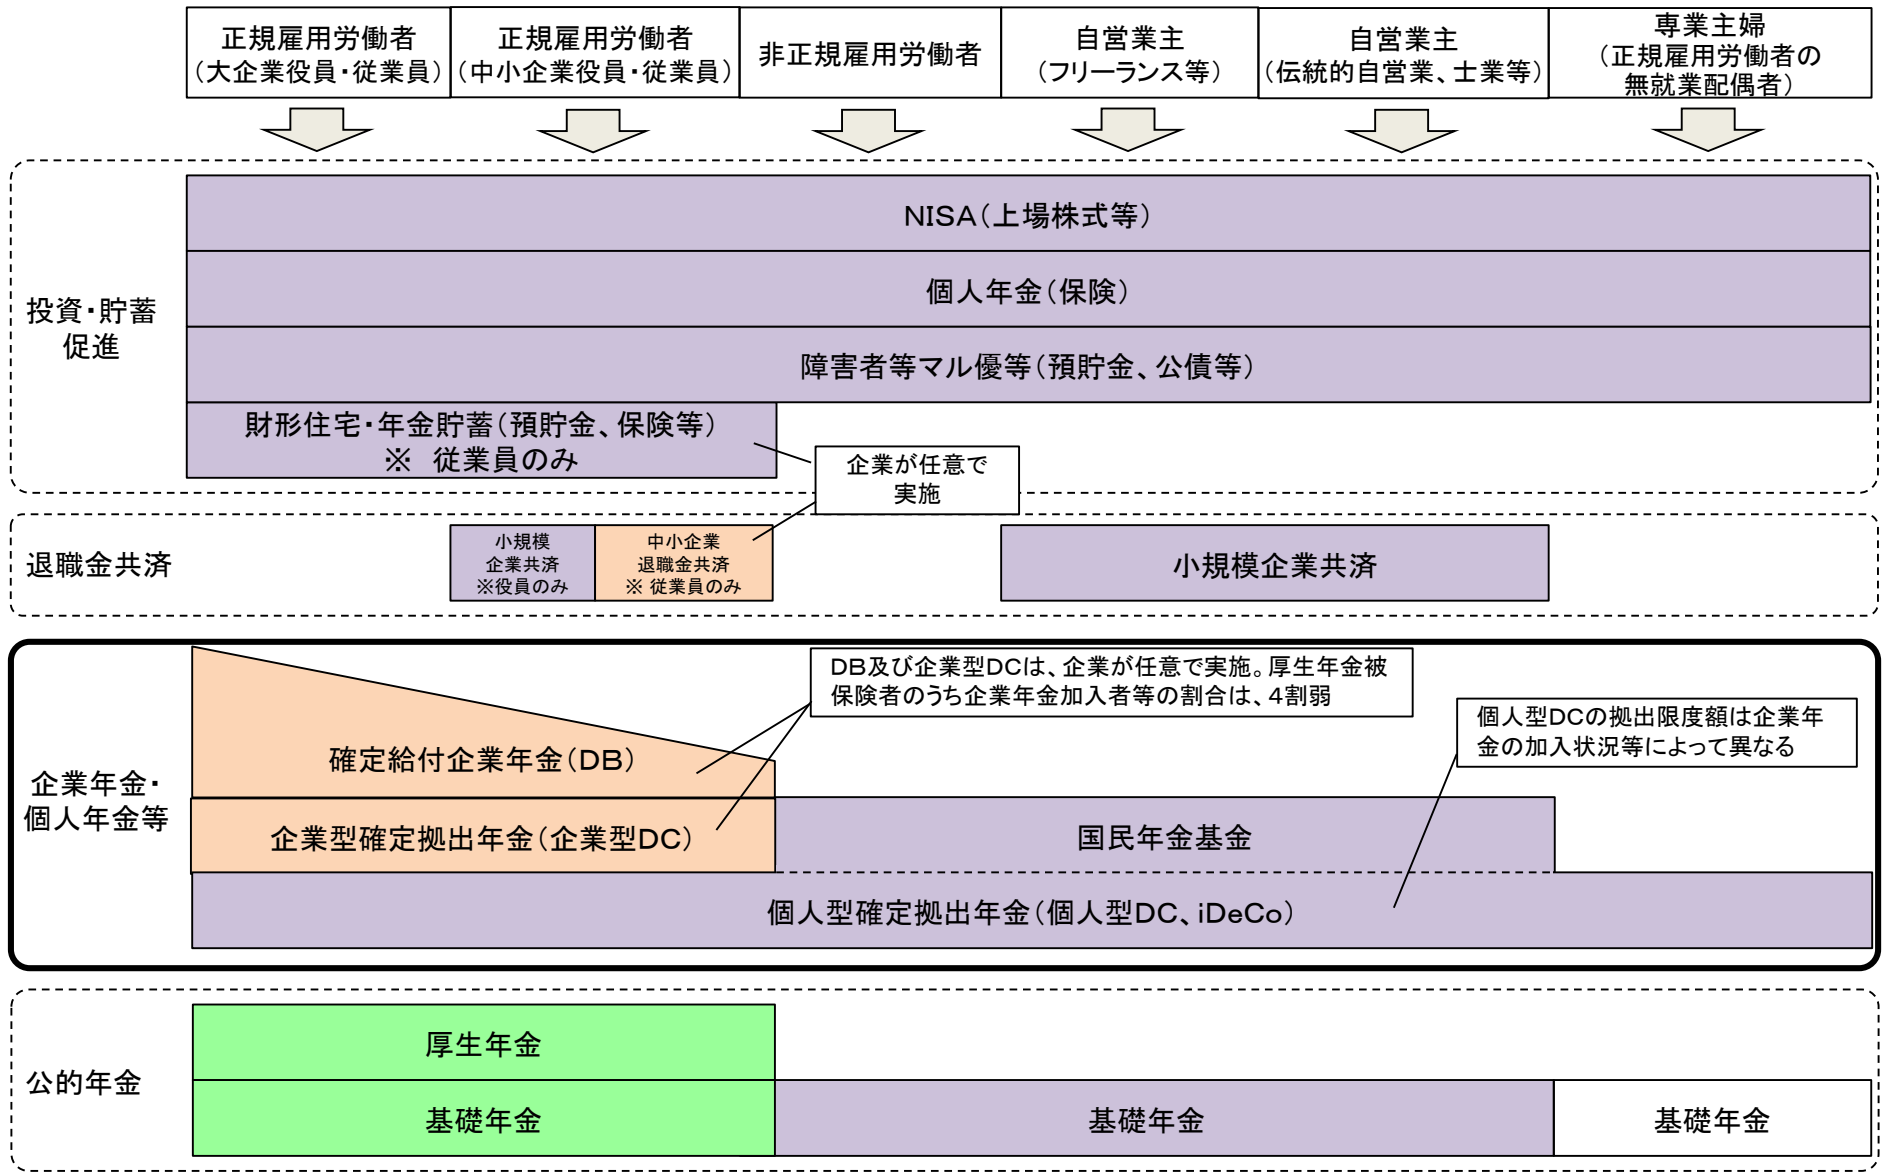 正規雇用労働者
（大企業役員・従業員）
正規雇用労働者
（中小企業役員・従業員）
非正規雇用労働者
自営業主
（フリーランス等）
自営業主
（伝統的自営業、士業等）
専業主婦
（正規雇用労働者の
無就業配偶者）
投資・貯蓄
促進
NISA（上場株式等）
個人年金（保険）
障害者等マル優等（預貯金、公債等）
財形住宅・年金貯蓄（預貯金、保険等）
※　従業員のみ
企業が任意で
実施
退職金共済
小規模
企業共済
※役員のみ
中小企業
退職金共済
※ 従業員のみ
小規模企業共済
企業年金・
個人年金等
DB及び企業型DCは、企業が任意で実施。厚生年金被
保険者のうち企業年金加入者等の割合は、4割弱
個人型DCの拠出限度額は企業年
金の加入状況等によって異なる
確定給付企業年金（DB）
企業型確定拠出年金（企業型DC）
国民年金基金
個人型確定拠出年金（個人型DC、iDeCo）
公的年金
厚生年金
基礎年金
基礎年金
基礎年金